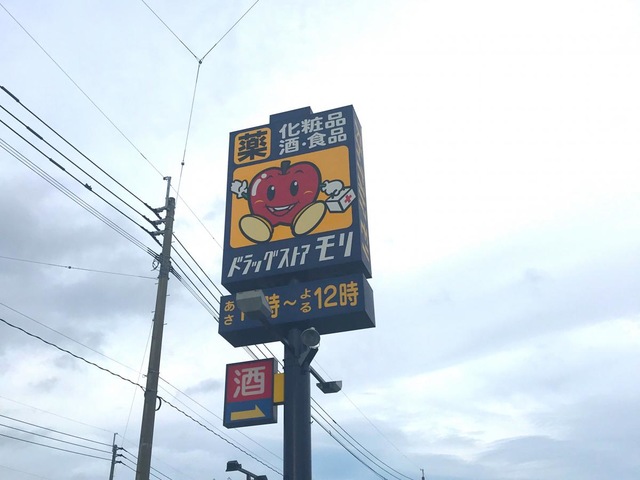 薬
化粧品
酒・食品
ドラッグストア モリ
あさ 時～よる12時
酒